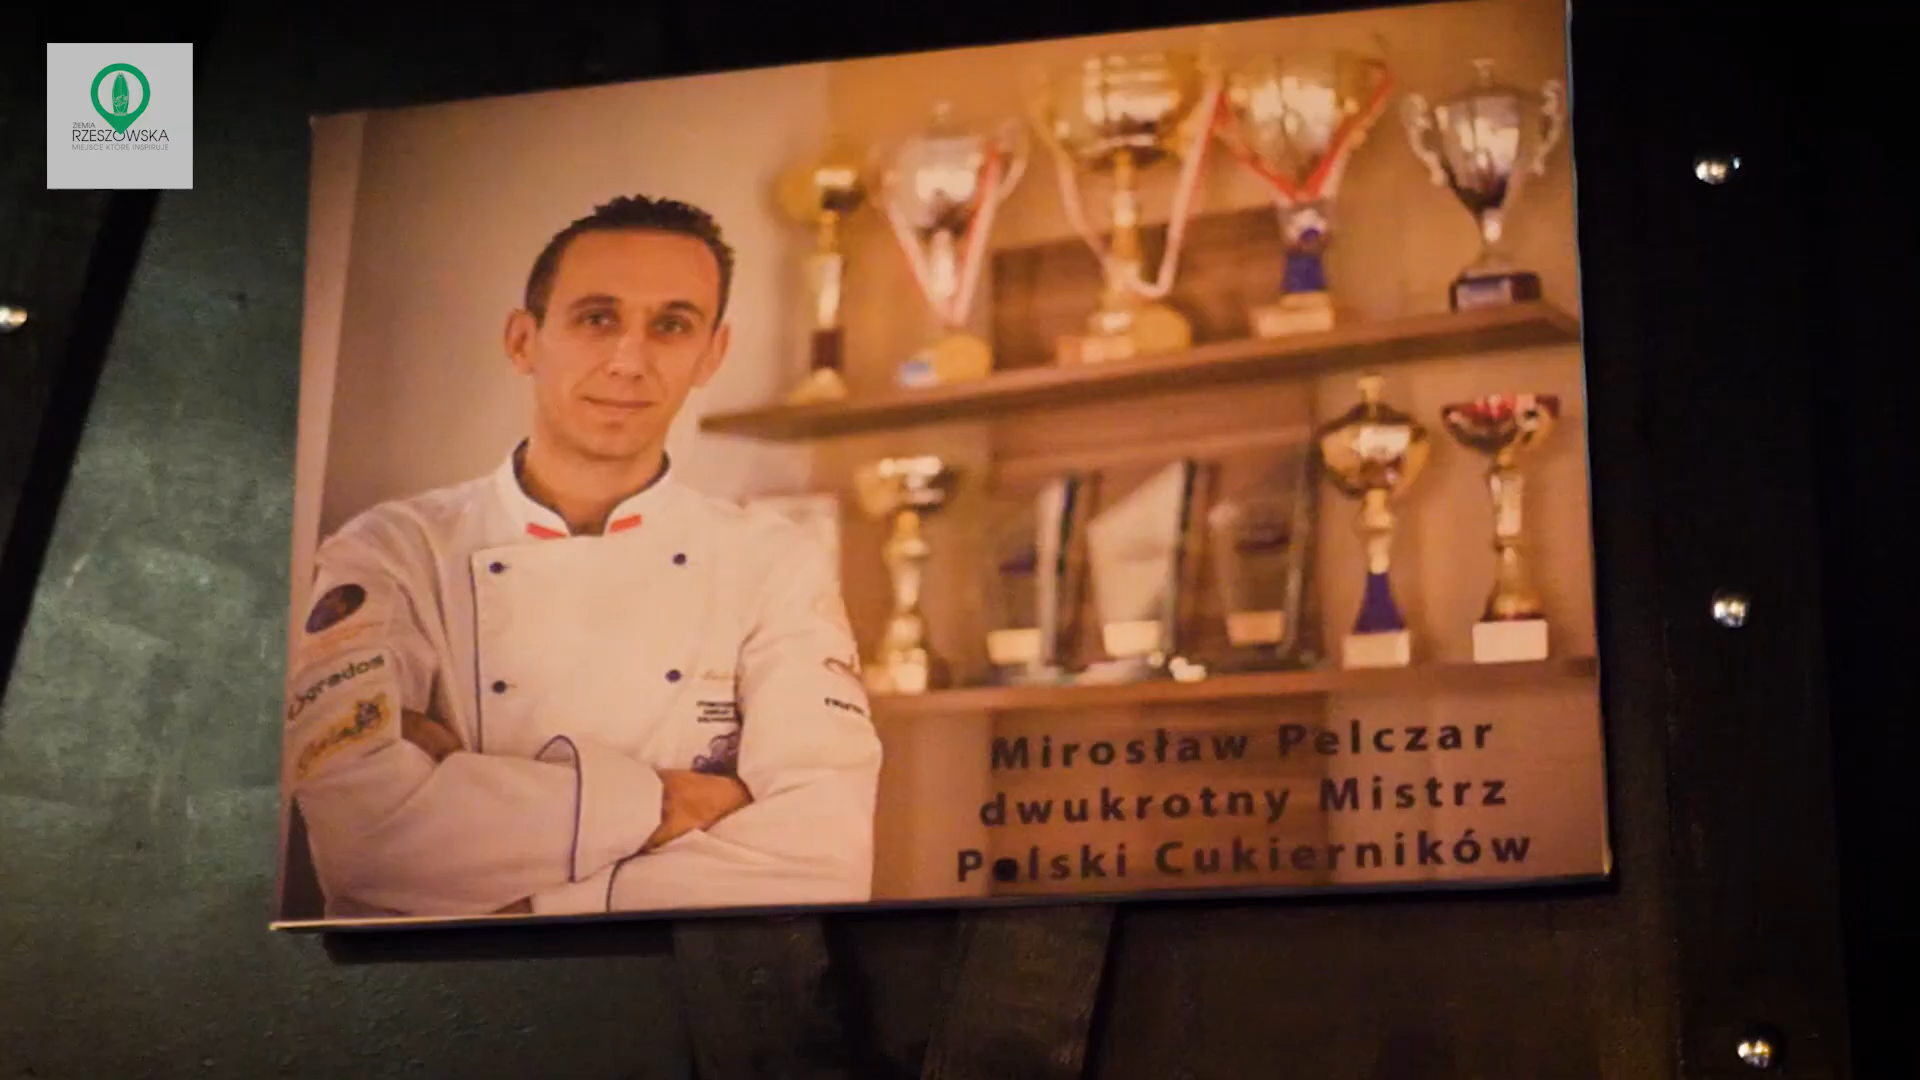 ZIEMIA
RZESZOWSKA
MIEJSCE KTÓRE INSPIRUJE
Mirosław Pelczar
dwukrotny Mistrz
Polski Cukierników